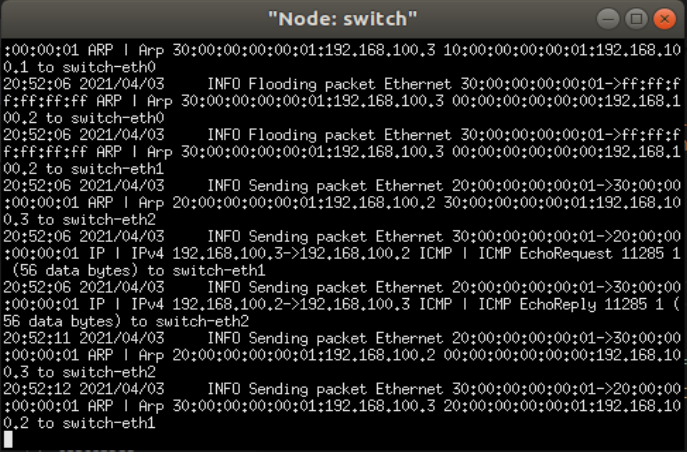 "Node: switch"
:00:00:01 ARP | Arp 30:00:00:00:00:01:192.168.100.3 10:00:00:00:00:01:192.168.10
0.1 to switch-eth0
20:52:06 2021/04/03     INFO Flooding packet Ethernet 30:00:00:00:00:01->ff:ff:f
f:ff:ff:ff ARP | Arp 30:00:00:00:00:01:192.168.100.3 00:00:00:00:00:00:192.168.1
00.2 to switch-eth0
20:52:06 2021/04/03     INFO Flooding packet Ethernet 30:00:00:00:00:01->ff:ff:f
f:ff:ff:ff ARP | Arp 30:00:00:00:00:01:192.168.100.3 00:00:00:00:00:00:192.168.1
00.2 to switch-eth1
20:52:06 2021/04/03     INFO Sending packet Ethernet 20:00:00:00:00:01->30:00:00
:00:00:01 ARP | Arp 20:00:00:00:00:01:192.168.100.2 30:00:00:00:00:01:192.168.10
0.3 to switch-eth2
20:52:06 2021/04/03     INFO Sending packet Ethernet 30:00:00:00:00:01->20:00:00
:00:00:01 IP | IPv4 192.168.100.3->192.168.100.2 ICMP | ICMP EchoRequest 11285 1
 (56 data bytes) to switch-eth1
20:52:06 2021/04/03     INFO Sending packet Ethernet 20:00:00:00:00:01->30:00:00
:00:00:01 IP | IPv4 192.168.100.2->192.168.100.3 ICMP | ICMP EchoReply 11285 1 (
56 data bytes) to switch-eth2
20:52:11 2021/04/03     INFO Sending packet Ethernet 20:00:00:00:00:01->30:00:00
:00:00:01 ARP | Arp 20:00:00:00:00:01:192.168.100.2 00:00:00:00:00:00:192.168.10
0.3 to switch-eth2
20:52:12 2021/04/03     INFO Sending packet Ethernet 30:00:00:00:00:01->20:00:00
:00:00:01 ARP | Arp 30:00:00:00:00:01:192.168.100.3 20:00:00:00:00:01:192.168.10
0.2 to switch-eth1